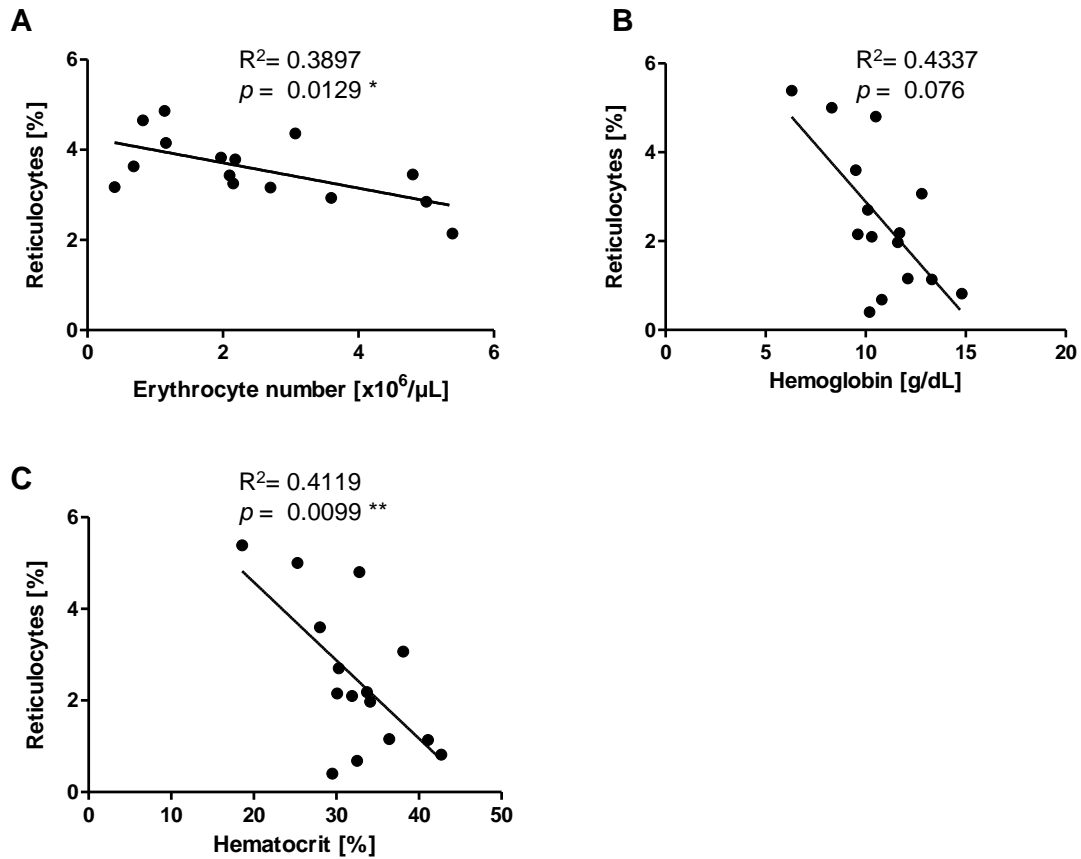 A
R²= 0.3897
p = 0.0129 *
Reticulocytes [%]
6
4
2
0
0 2 4 6
Erythrocyte number [x10⁶/µL]
B
R²= 0.4337
p = 0.076
Reticulocytes [%]
6
4
2
0
0 5 10 15 20
Hemoglobin [g/dL]
C
R²= 0.4119
p = 0.0099 **
Reticulocytes [%]
6
4
2
0
0 10 20 30 40 50
Hematocrit [%]